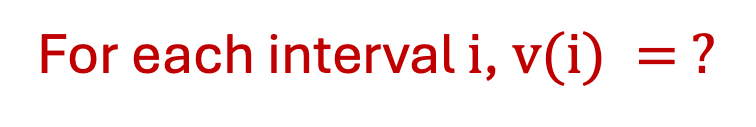 For each interval i, v(i) = ?